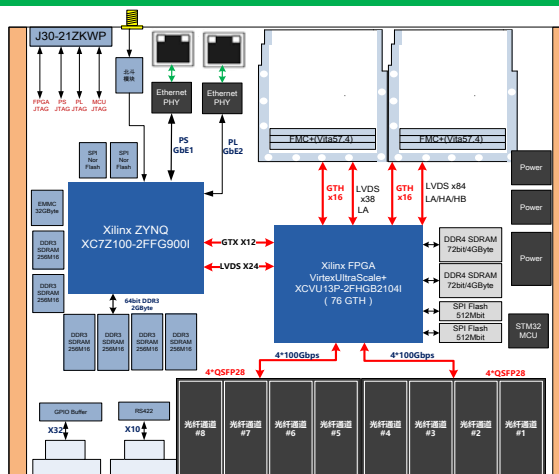 J30-21ZKWP
FPGA
JTAG
PS
JTAG
PL
JTAG
MCU
JTAG
北斗
模块
Ethernet
PHY
Ethernet
PHY
PS
GbE1
PL
GbE2
SPI
Nor
Flash
SPI
Nor
Flash
FMC+(Vita57.4)
FMC+(Vita57.4)
GTH
x16
LVDS
x38
LA
GTH
x16
LVDS x84
LA/HA/HB
Power
Power
Power
EMMC
32GByte
DDR3
SDRAM
256M16
DDR3
SDRAM
256M16
Xilinx ZYNQ
XC7Z100-2FFG900I
GTX X12
LVDS X24
Xilinx FPGA
VirtexUltraScale+
XCVU13P-2FHGB2104I
( 76 GTH )
DDR4 SDRAM
72bit/4GByte
DDR4 SDRAM
72bit/4GByte
SPI Flash
512Mbit
SPI Flash
512Mbit
STM32
MCU
64bit DDR3
2GByte
DDR3
SDRAM
256M16
DDR3
SDRAM
256M16
DDR3
SDRAM
256M16
DDR3
SDRAM
256M16
4*100Gbps
4*100Gbps
4*QSFP28
4*QSFP28
GPIO Buffer
RS422
X32
X10
光纤通道
#8
光纤通道
#7
光纤通道
#6
光纤通道
#5
光纤通道
#4
光纤通道
#3
光纤通道
#2
光纤通道
#1